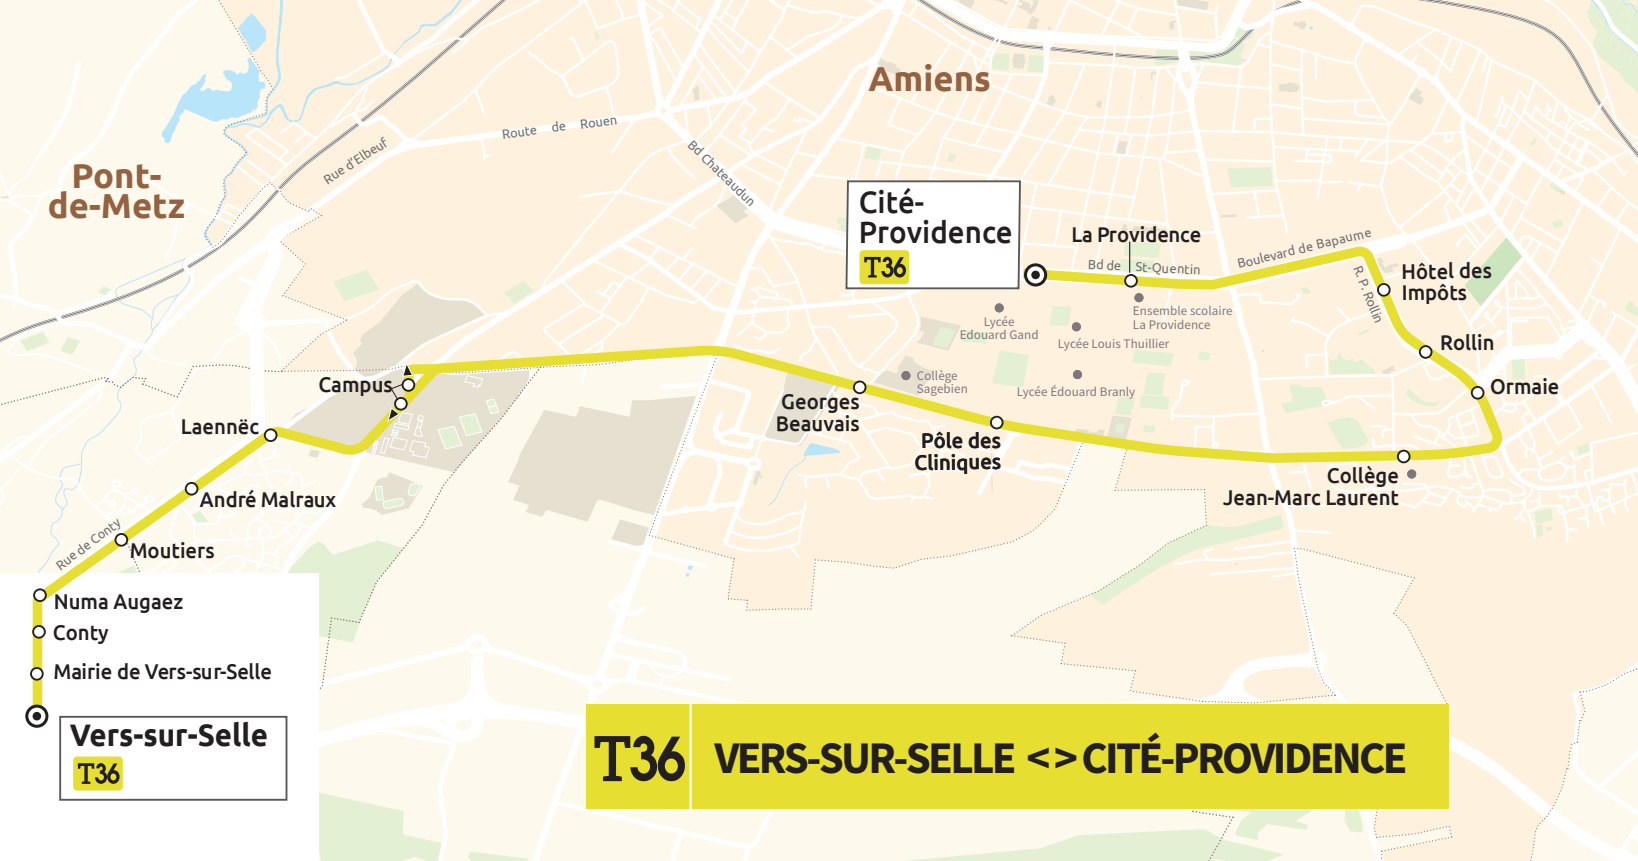 Amiens
Pont-
de-Metz
Rue d'Elbeuf
Route de Rouen
Bd Chateaudun
Cité-
Providence
T36
La Providence
Bd de St-Quentin
Boulevard de Bapaume
R. P. Rollin
Hôtel des
Impôts
Ensemble scolaire
La Providence
Lycée
Edouard Gand
Lycée Louis Thuillier
Rollin
Collège
Sagebien
Lycée Édouard Branly
Ormaie
Campus
Georges
Beauvais
Laennëc
Pôle des
Cliniques
Collège
Jean-Marc Laurent
André Malraux
Rue de Conty
Moutiers
Numa Augaez
Conty
Mairie de Vers-sur-Selle
Vers-sur-Selle
T36
T36 VERS-SUR-SELLE <> CITÉ-PROVIDENCE